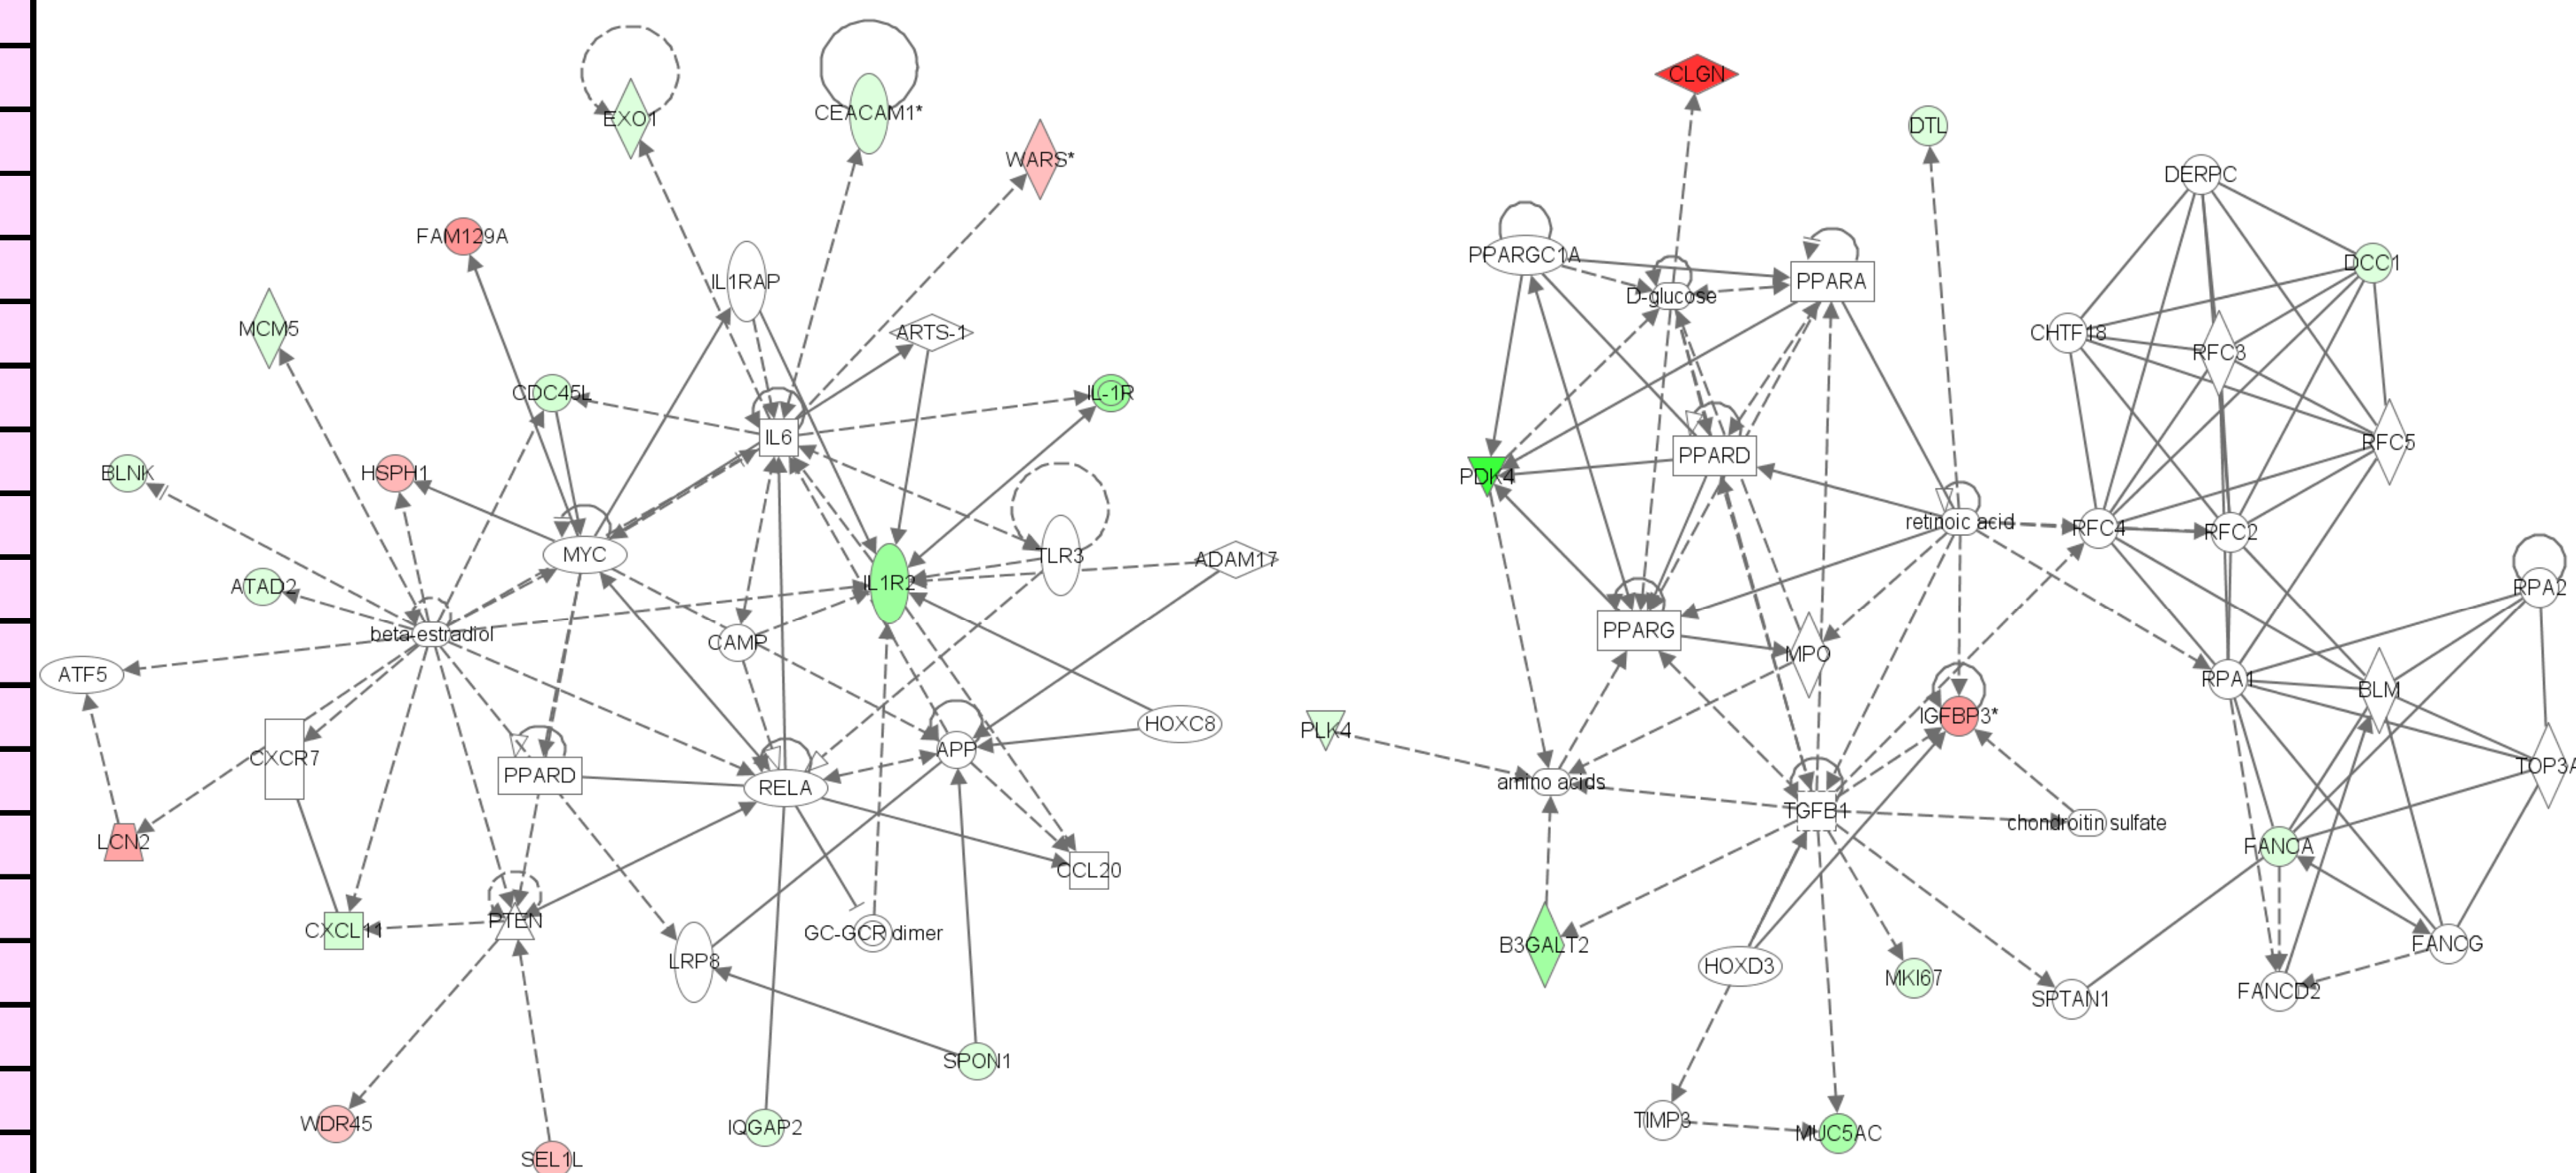 EXO1
CEACAM1*
WARS*
FAM129A
IL1RAP
MCM5
ARTS-1
CDC45L
IL-1R
IL6
BLNK
HSPH1
MYC
TLR3
ADAM17
IL1R2
ATAD2
beta-estradiol
CAMP
ATF5
HOXC8
CXCR7
PPARD
RELA
APP
LCN2
CCL20
CXCL11
PTEN
GC-GCR dimer
LRP8
SPON1
WDR45
IQGAP2
SEL1L
CLGN
DTL
DERPC
PPARGC1A
D-glucose
PPARA
DCC1
CHTF18
RFC3
RFC5
PPARD
PDK4
retinoic acid
RFC4
RFC2
RPA2
PPARG
MPO
RPA1
BLM
IGFBP3*
PLK4
amino acids
TOP3A
TGFB1
chondroitin sulfate
FANCA
B3GALT2
HOXD3
MKI67
SPTAN1
FANCG
FANCD2
TIMP3
MUC5AC